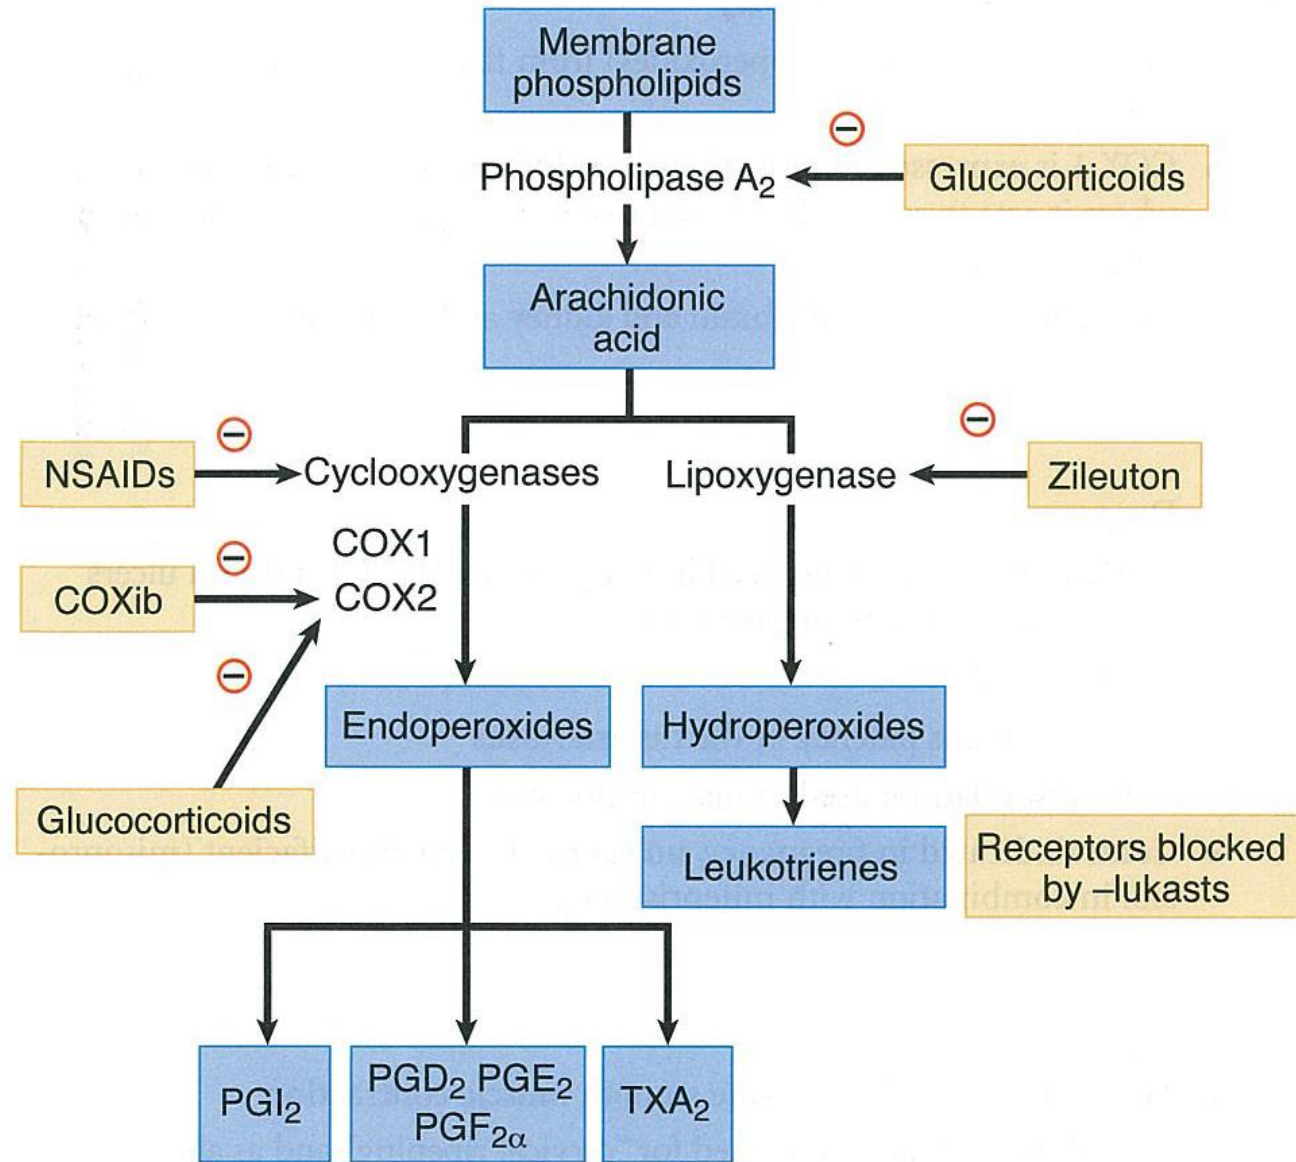 Membrane
phospholipids
Phospholipase A₂
Glucocorticoids
Arachidonic
acid
NSAIDs
Cyclooxygenases
Lipoxygenase
Zileuton
COX1
COXib
COX2
Endoperoxides
Hydroperoxides
Glucocorticoids
Leukotrienes
Receptors blocked
by –lukasts
PGI₂
PGD₂ PGE₂
PGF₂α
TXA₂